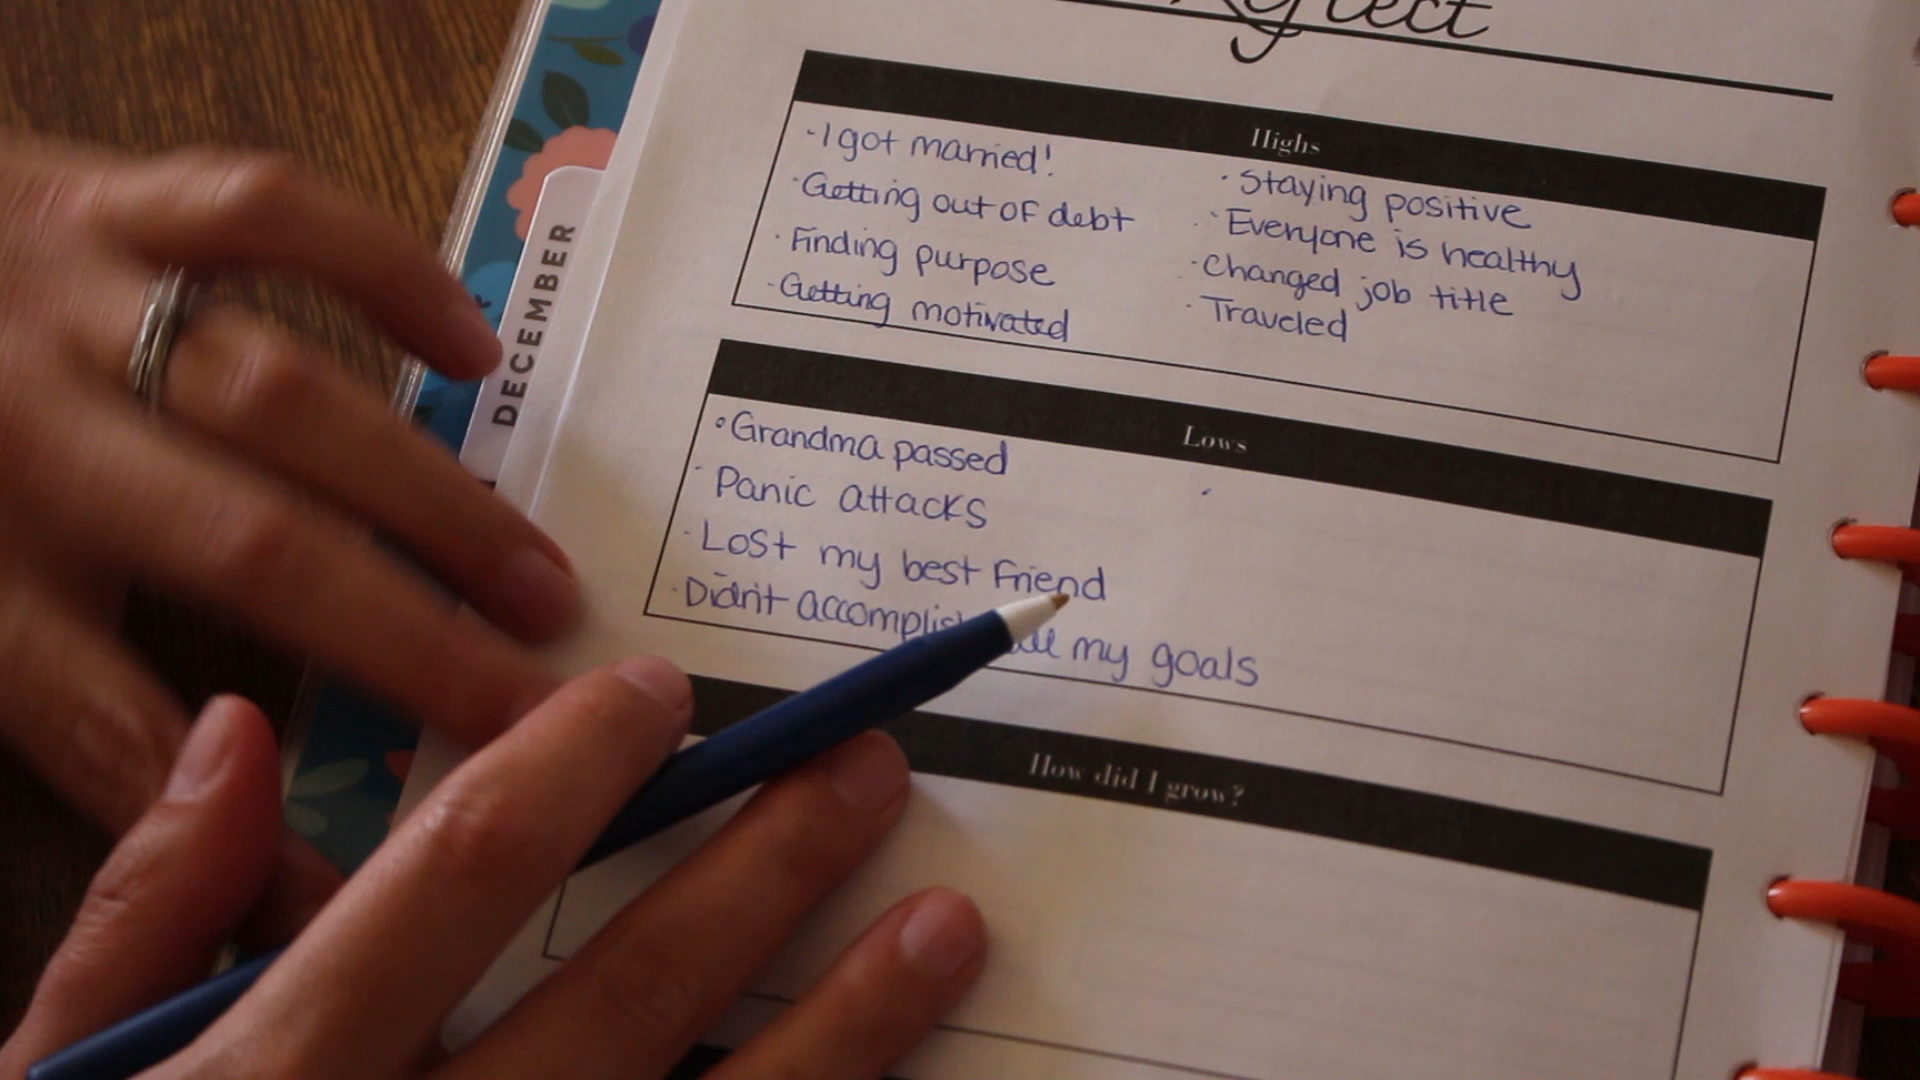 Reflect
Highs
- I got married!
· Getting out of debt
· Finding purpose
· Getting motivated
· Staying positive
· Everyone is healthy
· Changed job title
· Traveled
DECEMBER
Lows
• Grandma passed
· Panic attacks
· Lost my best friend
· Didn't accomplish all my goals
How did I grow?